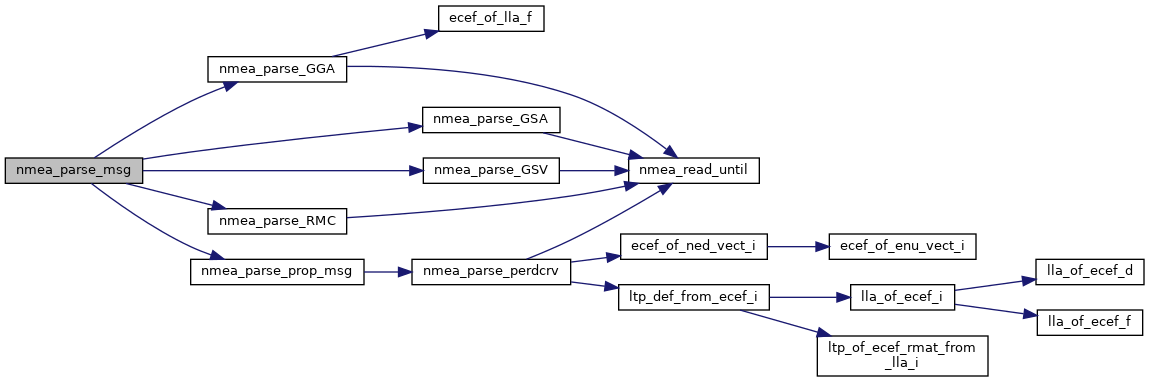 ecef_of_lla_f
nmea_parse_GGA
nmea_parse_GSA
nmea_parse_msg
nmea_parse_GSV
nmea_read_until
nmea_parse_RMC
ecef_of_ned_vect_i
ecef_of_enu_vect_i
nmea_parse_prop_msg
nmea_parse_perdcrv
lla_of_ecef_d
ltp_def_from_ecef_i
lla_of_ecef_i
lla_of_ecef_f
ltp_of_ecef_rmat_from
_lla_i